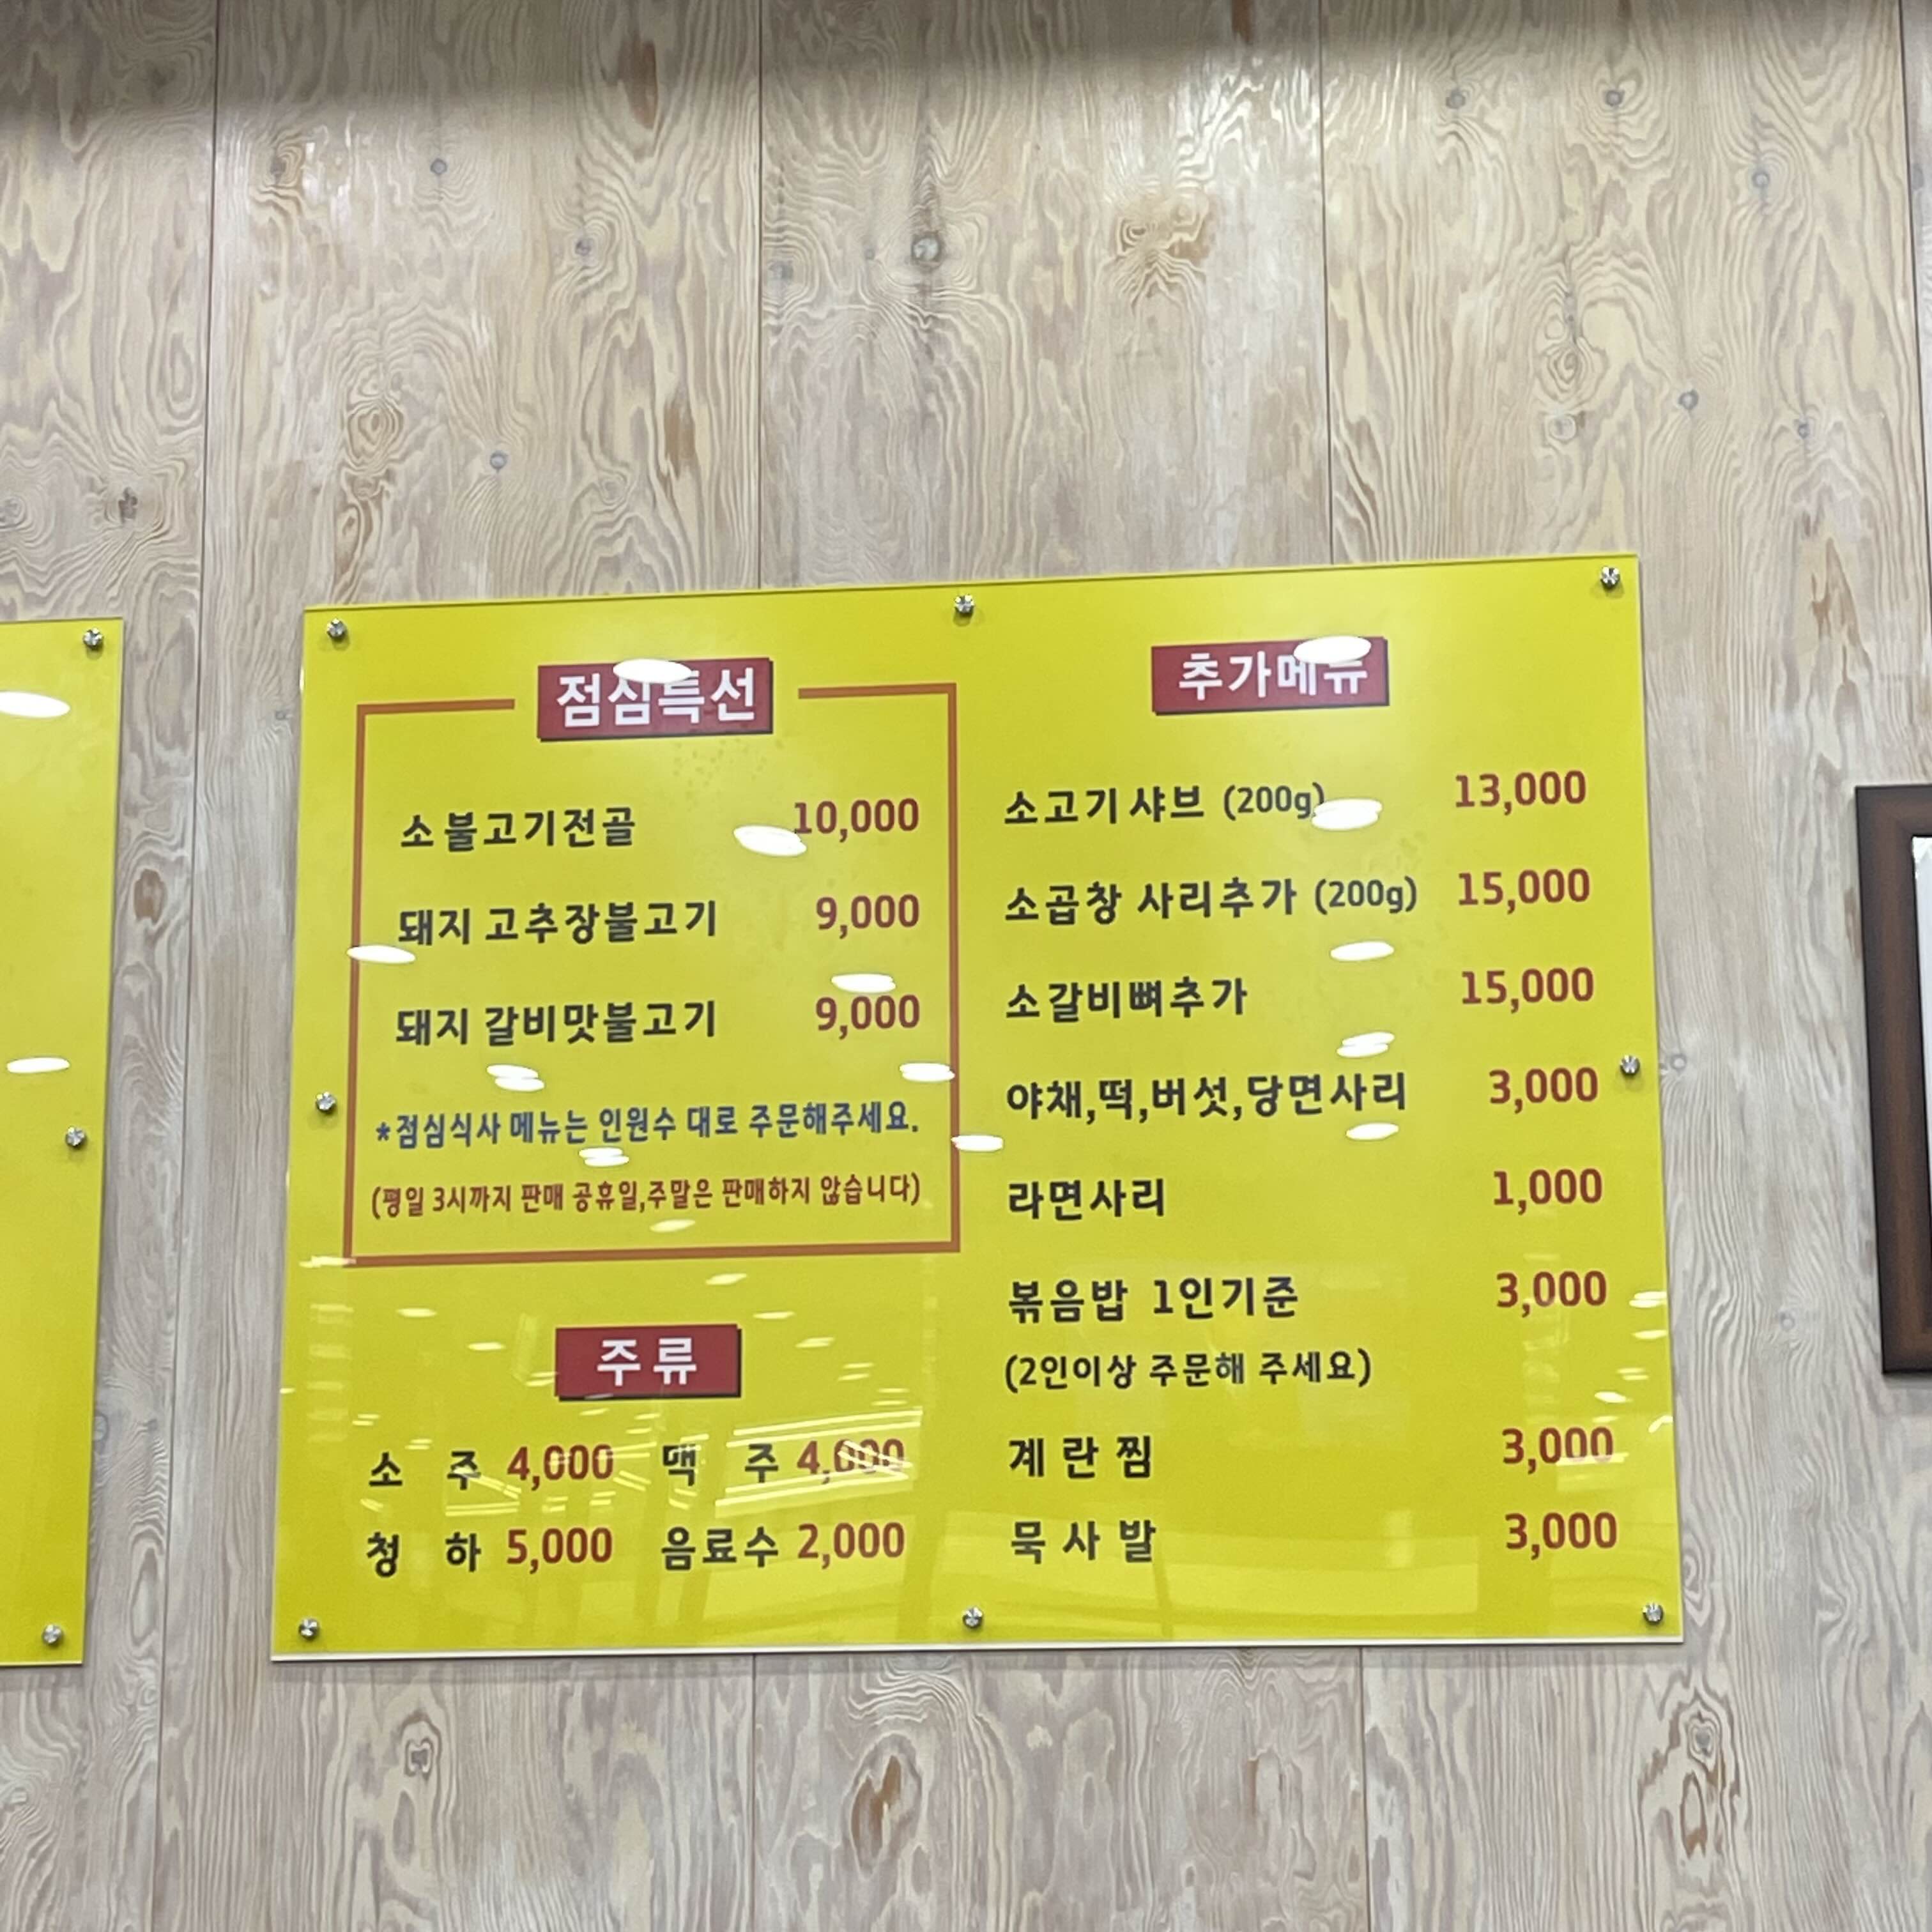 점심특선
소불고기전골 10,000
돼지 고추장불고기 9,000
돼지 갈비맛불고기 9,000
*점심식사 메뉴는 인원수 대로 주문해주세요.
(평일 3시까지 판매 공휴일,주말은 판매하지 않습니다)
주류
소 주 4,000 맥 주 4,000
청 하 5,000 음료수 2,000
추가메뉴
소고기 샤브 (200g) 13,000
소곱창 사리추가 (200g) 15,000
소갈비뼈추가 15,000
야채,떡,버섯,당면사리 3,000
라면사리 1,000
볶음밥 1인기준 3,000
(2인이상 주문해 주세요)
계란찜 3,000
묵사발 3,000